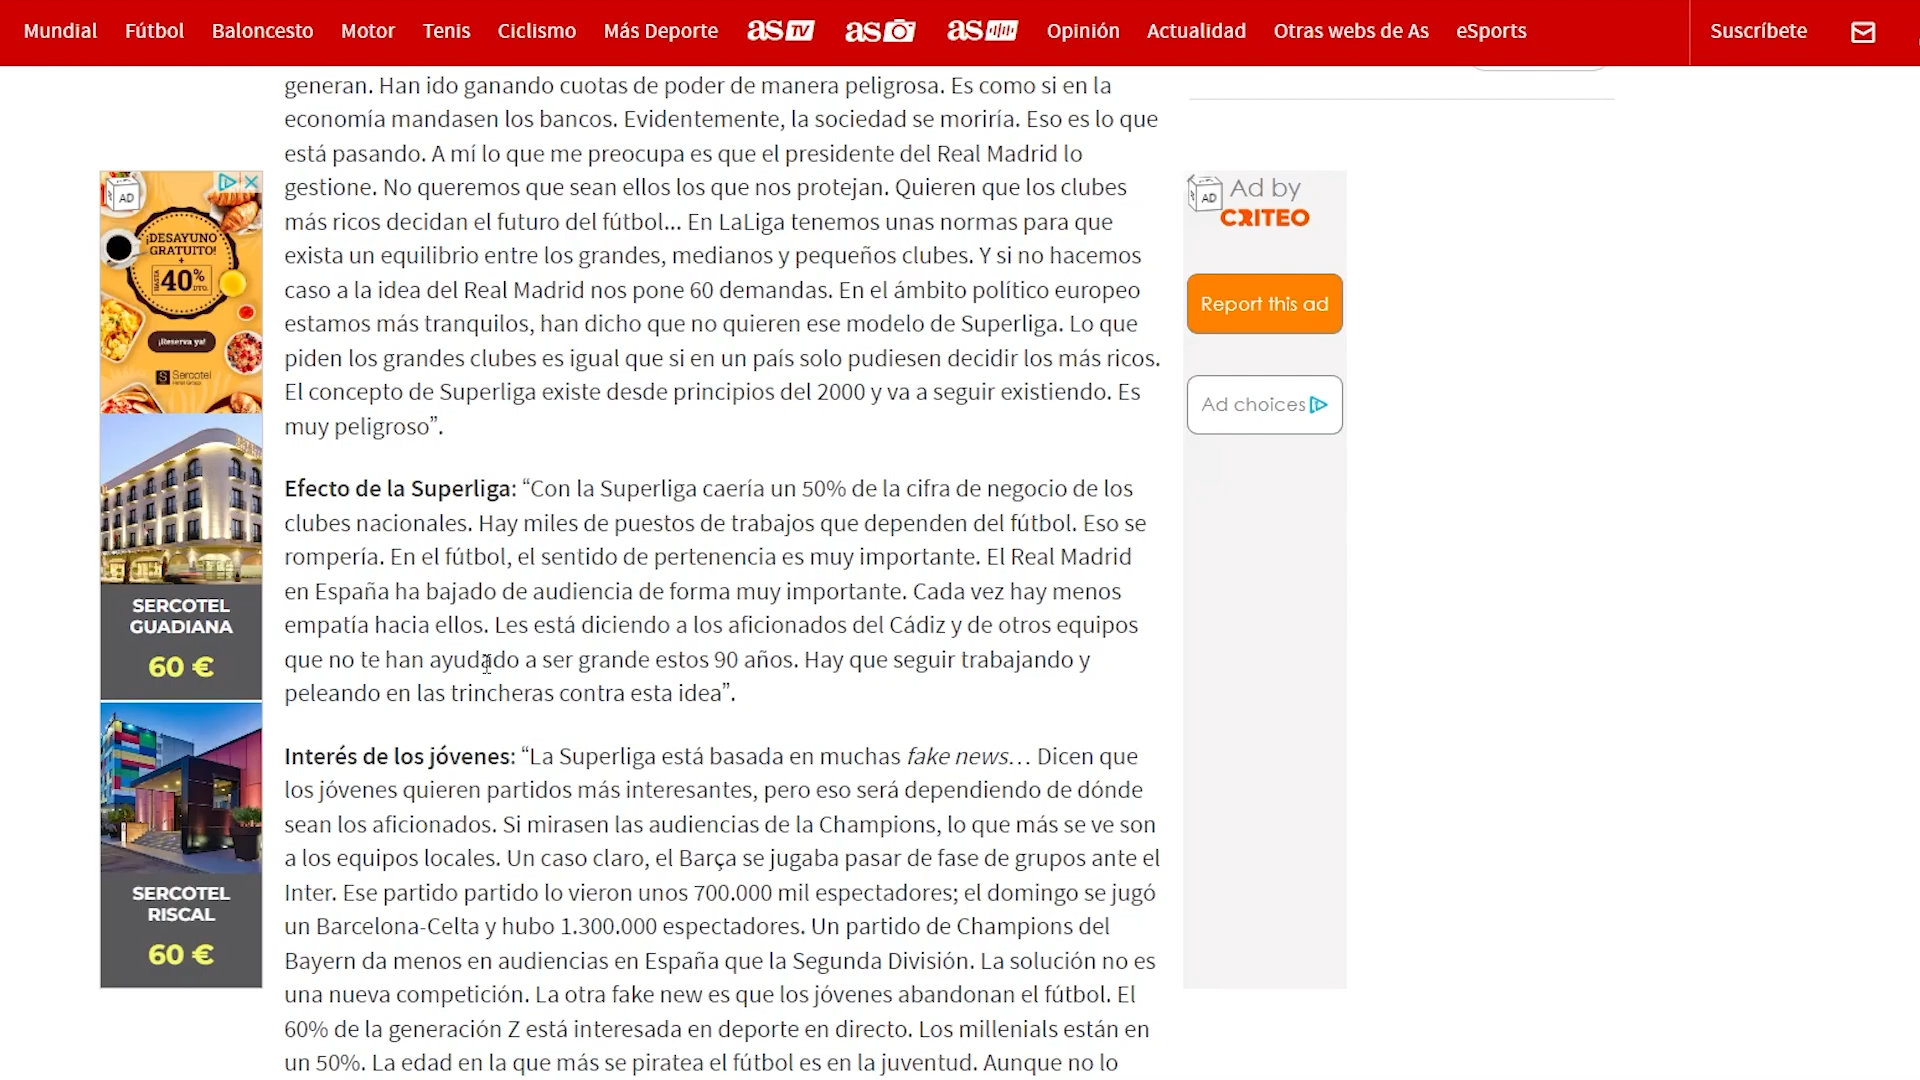 Mundial Fútbol Baloncesto Motor Tenis Ciclismo Más Deporte as TV as as Opinión Actualidad Otras webs de As eSports Suscríbete
generan. Han ido ganando cuotas de poder de manera peligrosa. Es como si en la
economía mandasen los bancos. Evidentemente, la sociedad se moriría. Eso es lo que
está pasando. A mí lo que me preocupa es que el presidente del Real Madrid lo
gestione. No queremos que sean ellos los que nos protejan. Quieren que los clubes
más ricos decidan el futuro del fútbol... En LaLiga tenemos unas normas para que
exista un equilibrio entre los grandes, medianos y pequeños clubes. Y si no hacemos
caso a la idea del Real Madrid nos pone 60 demandas. En el ámbito político europeo
estamos más tranquilos, han dicho que no quieren ese modelo de Superliga. Lo que
piden los grandes clubes es igual que si en un país solo pudiesen decidir los más ricos.
El concepto de Superliga existe desde principios del 2000 y va a seguir existiendo. Es
muy peligroso”.
Efecto de la Superliga: “Con la Superliga caería un 50% de la cifra de negocio de los
clubes nacionales. Hay miles de puestos de trabajos que dependen del fútbol. Eso se
rompería. En el fútbol, el sentido de pertenencia es muy importante. El Real Madrid
en España ha bajado de audiencia de forma muy importante. Cada vez hay menos
empatía hacia ellos. Les está diciendo a los aficionados del Cádiz y de otros equipos
que no te han ayudado a ser grande estos 90 años. Hay que seguir trabajando y
peleando en las trincheras contra esta idea”.
Interés de los jóvenes: “La Superliga está basada en muchas fake news… Dicen que
los jóvenes quieren partidos más interesantes, pero eso será dependiendo de dónde
sean los aficionados. Si mirasen las audiencias de la Champions, lo que más se ve son
a los equipos locales. Un caso claro, el Barça se jugaba pasar de fase de grupos ante el
Inter. Ese partido partido lo vieron unos 700.000 mil espectadores; el domingo se jugó
un Barcelona-Celta y hubo 1.300.000 espectadores. Un partido de Champions del
Bayern da menos en audiencias en España que la Segunda División. La solución no es
una nueva competición. La otra fake new es que los jóvenes abandonan el fútbol. El
60% de la generación Z está interesada en deporte en directo. Los millenials están en
un 50%. La edad en la que más se piratea el fútbol es en la juventud. Aunque no lo
AD
¡DESAYUNO
GRATUITO!
+
HASTA 40% DTO.
¡Reserva ya!
Sercotel
Hotel Group
SERCOTEL
GUADIANA
60 €
SERCOTEL
RISCAL
60 €
AD
Ad by
CRITEO
Report this ad
Ad choices